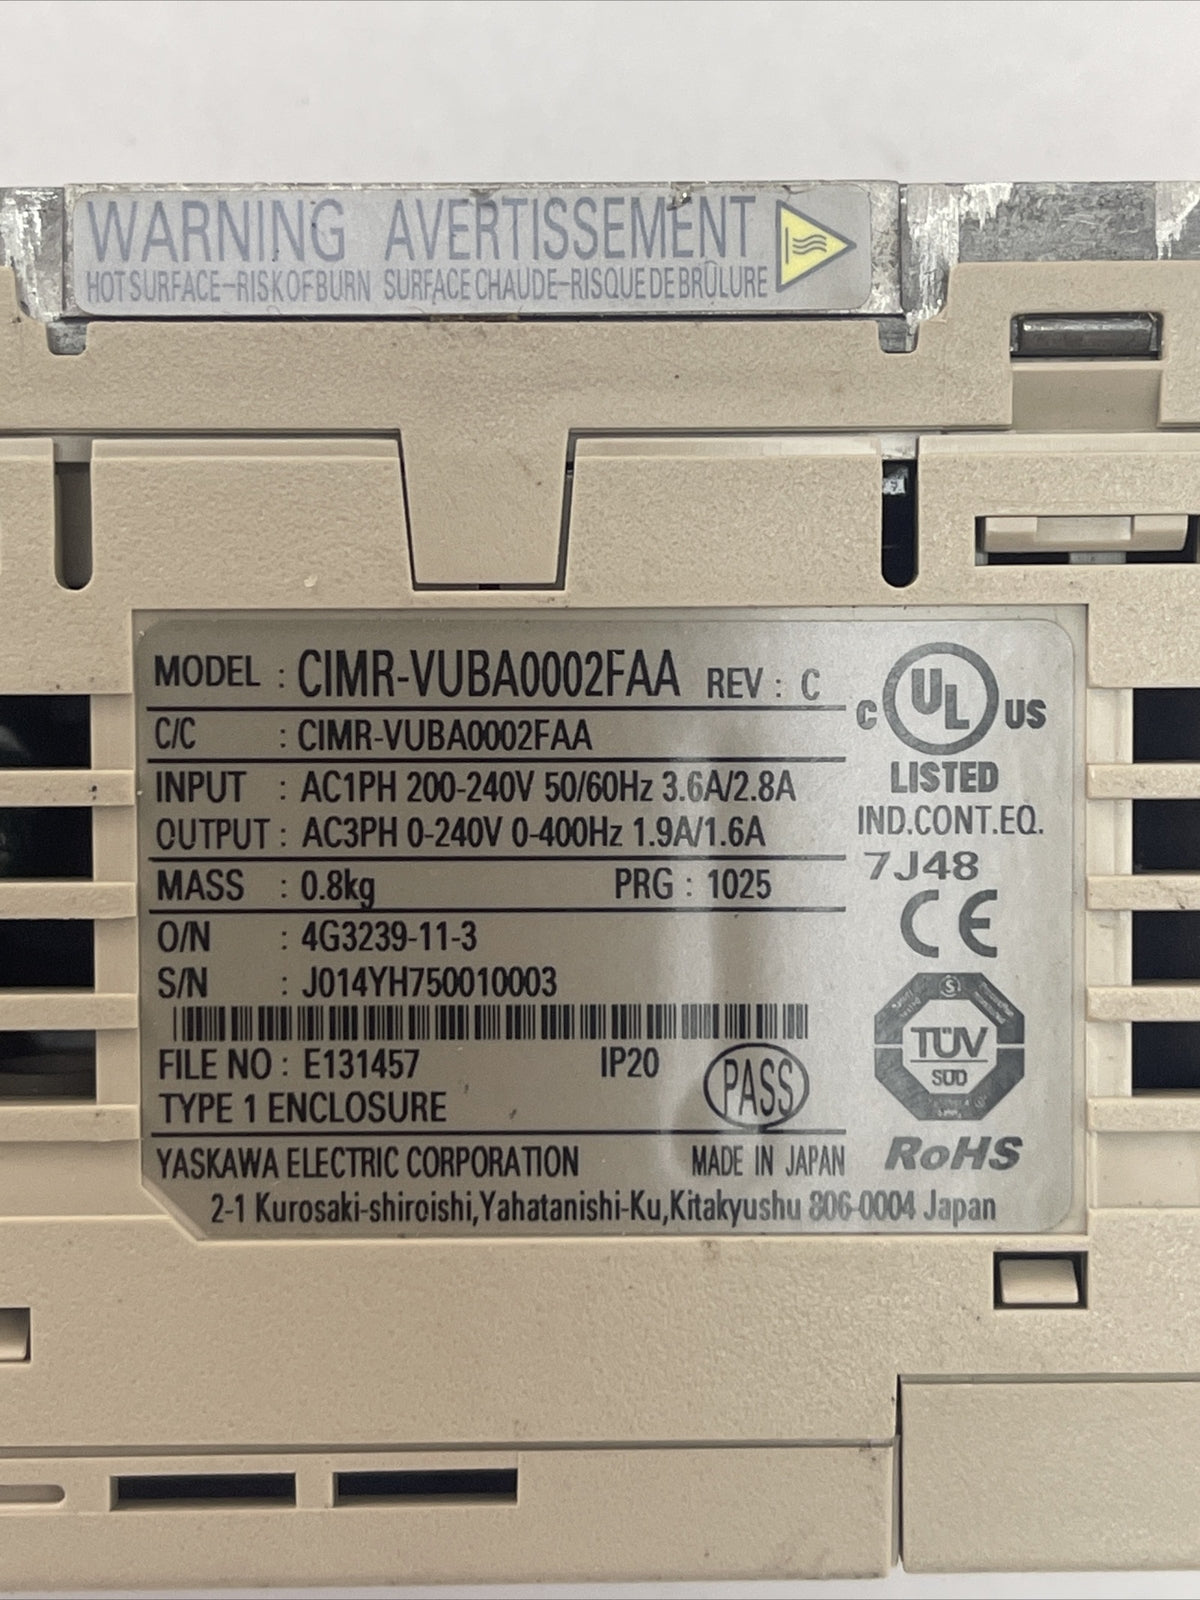 WARNING AVERTISSEMENT
HOT SURFACE-RISK OF BURN SURFACE CHAUDE-RISQUE DE BRÛLURE
MODEL : CIMR-VUBA0002FAA REV : C
C/C : CIMR-VUBA0002FAA
INPUT : AC1PH 200-240V 50/60Hz 3.6A/2.8A
OUTPUT : AC3PH 0-240V 0-400Hz 1.9A/1.6A
MASS : 0.8kg PRG : 1025
O/N : 4G3239-11-3
S/N : J014YH750010003
FILE NO : E131457 IP20
TYPE 1 ENCLOSURE
PASS
YASKAWA ELECTRIC CORPORATION MADE IN JAPAN
2-1 Kurosaki-shiroishi,Yahatanishi-Ku,Kitakyushu 806-0004 Japan
C UL US
LISTED
IND.CONT.EQ.
7J48
CE
TÜV
SÜD
RoHS